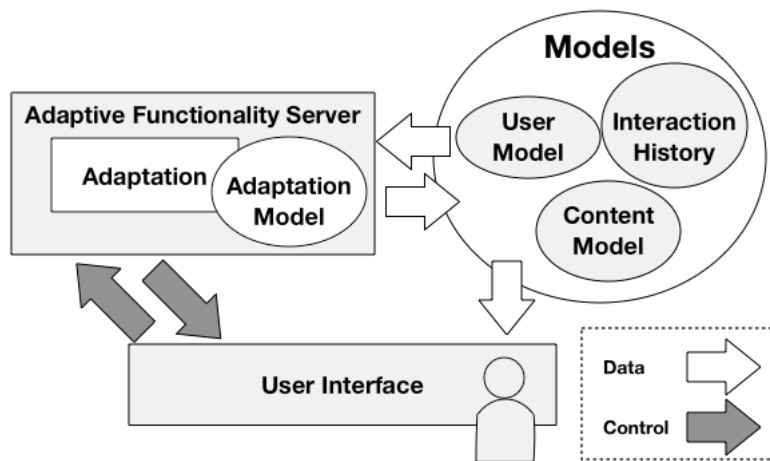 Models
Adaptive Functionality Server
User
Model
Interaction
History
Adaptation
Adaptation
Model
Content
Model
User Interface
Data
Control